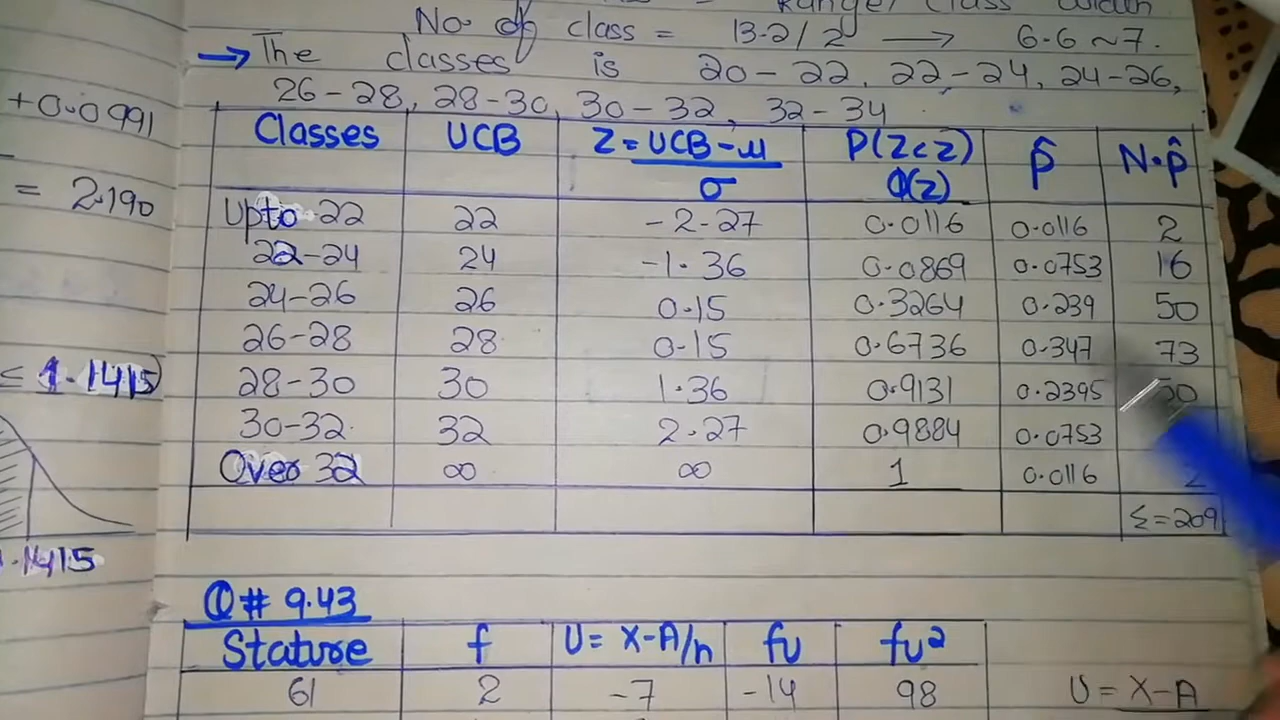 Range/ Class Width
No. of class = 13.2/2 → 6.6 ~ 7.
→ The classes is 20-22, 22-24, 24-26,
26-28, 28-30, 30-32, 32-34
+0.0991
= 2.190
≤ 1.1415)
.1415
Classes UCB Z = UCB-μ/σ P(Z<z) Φ(z) p̂ N.p̂
Upto 22 22 -2.27 0.0116 0.0116 2
22-24 24 -1.36 0.0869 0.0753 16
24-26 26 0.15 0.3264 0.239 50
26-28 28 0.15 0.6736 0.347 73
28-30 30 1.36 0.9131 0.2395 50
30-32 32 2.27 0.9884 0.0753
Over 32 ∞ ∞ 1 0.0116 2
Σ=209
Q# 9.43
Stature f U= X-A/h fu fu²
61 2 -7 -14 98
U = X-A